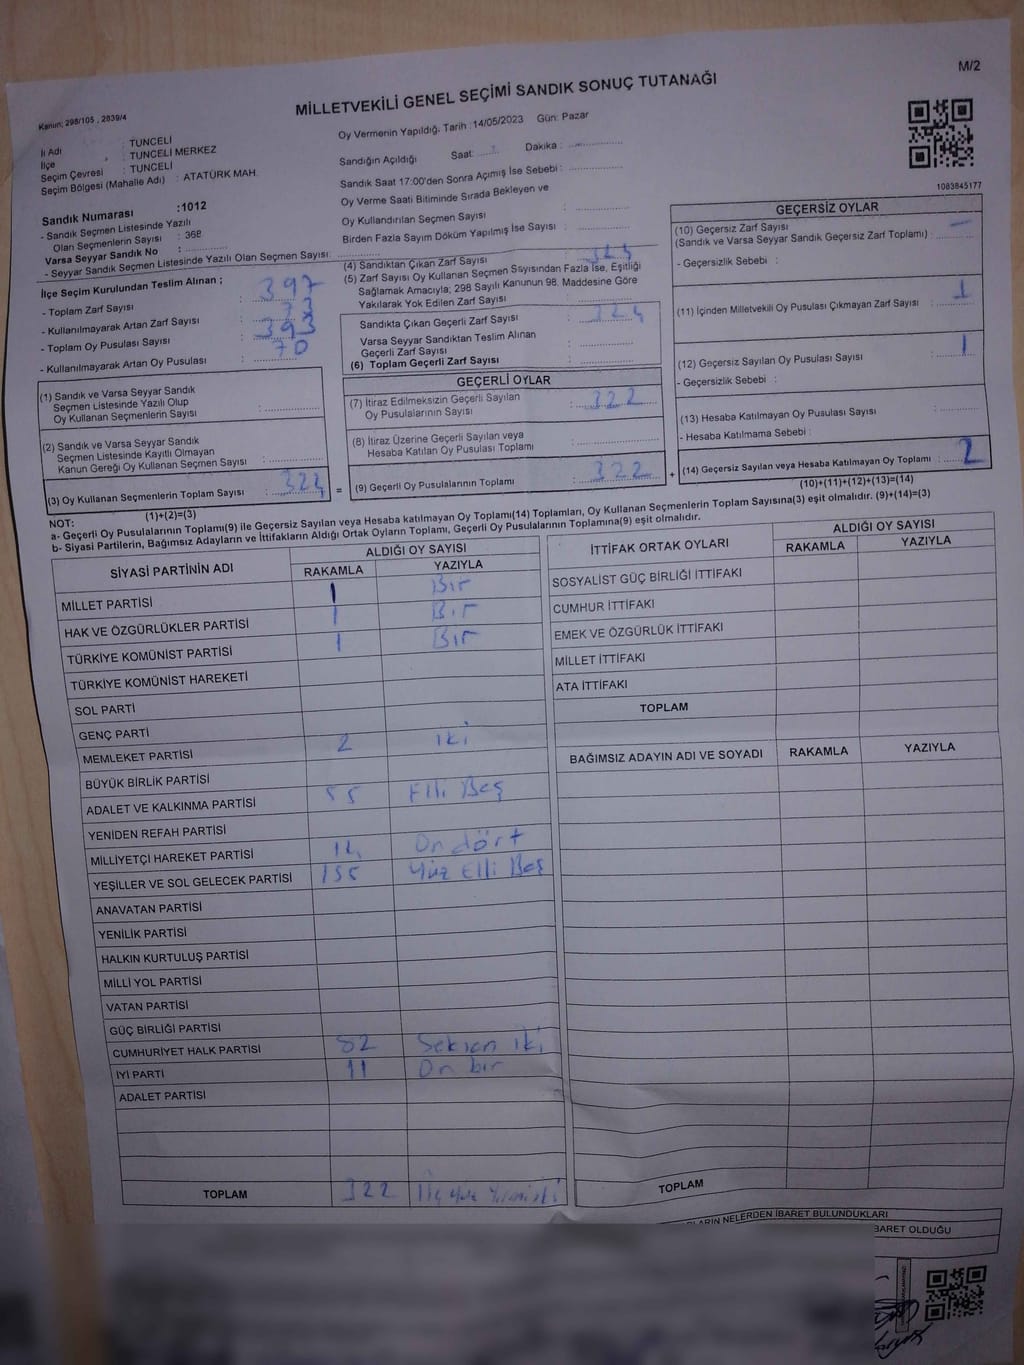 M/2
MİLLETVEKİLİ GENEL SEÇİMİ SANDIK SONUÇ TUTANAĞI
Kanun: 298/105 , 2839/4
İl Adı : TUNCELİ
İlçe : TUNCELİ MERKEZ
Seçim Çevresi : TUNCELİ
Seçim Bölgesi (Mahalle Adı) : ATATÜRK MAH.
Oy Vermenin Yapıldığı Tarih : 14/05/2023 Gün: Pazar
Sandığın Açıldığı Saat: Dakika :
Sandık Saat 17:00'den Sonra Açımış İse Sebebi :
Oy Verme Saati Bitiminde Sırada Bekleyen ve
Oy Kullandırılan Seçmen Sayısı :
Birden Fazla Sayım Döküm Yapılmış İse Sayısı :
1083845177
Sandık Numarası :1012
- Sandık Seçmen Listesinde Yazılı
Olan Seçmenlerin Sayısı : 368
Varsa Seyyar Sandık No :
- Seyyar Sandık Seçmen Listesinde Yazılı Olan Seçmen Sayısı:
İlçe Seçim Kurulundan Teslim Alınan ;
- Toplam Zarf Sayısı : 397
- Kullanılmayarak Artan Zarf Sayısı : 73
- Toplam Oy Pusulası Sayısı : 393
- Kullanılmayarak Artan Oy Pusulası : 70
(4) Sandıktan Çıkan Zarf Sayısı : 324
(5) Zarf Sayısı Oy Kullanan Seçmen Sayısından Fazla İse, Eşitliği
Sağlamak Amacıyla; 298 Sayılı Kanunun 98. Maddesine Göre
Yakılarak Yok Edilen Zarf Sayısı :
Sandıkta Çıkan Geçerli Zarf Sayısı : 324
Varsa Seyyar Sandıktan Teslim Alınan
Geçerli Zarf Sayısı :
(6) Toplam Geçerli Zarf Sayısı :
GEÇERSİZ OYLAR
(10) Geçersiz Zarf Sayısı
(Sandık ve Varsa Seyyar Sandık Geçersiz Zarf Toplamı) : —
- Geçersizlik Sebebi :
(11) İçinden Milletvekili Oy Pusulası Çıkmayan Zarf Sayısı : 1
(12) Geçersiz Sayılan Oy Pusulası Sayısı : 1
- Geçersizlik Sebebi :
(13) Hesaba Katılmayan Oy Pusulası Sayısı :
- Hesaba Katılmama Sebebi :
(14) Geçersiz Sayılan veya Hesaba Katılmayan Oy Toplamı : 2
(10)+(11)+(12)+(13)=(14)
(1) Sandık ve Varsa Seyyar Sandık
Seçmen Listesinde Yazılı Olup
Oy Kullanan Seçmenlerin Sayısı :
(2) Sandık ve Varsa Seyyar Sandık
Seçmen Listesinde Kayıtlı Olmayan
Kanun Gereği Oy Kullanan Seçmen Sayısı :
(3) Oy Kullanan Seçmenlerin Toplam Sayısı : 324
(1)+(2)=(3)
=
GEÇERLİ OYLAR
(7) İtiraz Edilmeksizin Geçerli Sayılan
Oy Pusulalarının Sayısı : 322
(8) İtiraz Üzerine Geçerli Sayılan veya
Hesaba Katılan Oy Pusulası Toplamı :
(9) Geçerli Oy Pusulalarının Toplamı : 322
+
NOT:
a- Geçerli Oy Pusulalarının Toplamı(9) ile Geçersiz Sayılan veya Hesaba katılmayan Oy Toplamı(14) Toplamları, Oy Kullanan Seçmenlerin Toplam Sayısına(3) eşit olmalıdır. (9)+(14)=(3)
b- Siyasi Partilerin, Bağımsız Adayların ve İttifakların Aldığı Ortak Oyların Toplamı, Geçerli Oy Pusulalarının Toplamına(9) eşit olmalıdır.
SİYASİ PARTİNİN ADI ALDIĞI OY SAYISI
RAKAMLA YAZIYLA
MİLLET PARTİSİ 1 Bir
HAK VE ÖZGÜRLÜKLER PARTİSİ 1 Bir
TÜRKİYE KOMÜNİST PARTİSİ 1 Bir
TÜRKİYE KOMÜNİST HAREKETİ
SOL PARTİ
GENÇ PARTİ
MEMLEKET PARTİSİ 2 iki
BÜYÜK BİRLİK PARTİSİ
ADALET VE KALKINMA PARTİSİ 55 Elli Beş
YENİDEN REFAH PARTİSİ
MİLLİYETÇİ HAREKET PARTİSİ 14 On dört
YEŞİLLER VE SOL GELECEK PARTİSİ 155 Yüz Elli Beş
ANAVATAN PARTİSİ
YENİLİK PARTİSİ
HALKIN KURTULUŞ PARTİSİ
MİLLİ YOL PARTİSİ
VATAN PARTİSİ
GÜÇ BİRLİĞİ PARTİSİ
CUMHURİYET HALK PARTİSİ 82 Seksen iki
İYİ PARTİ 11 On bir
ADALET PARTİSİ
TOPLAM 322 Üç yüz Yirmi iki
İTTİFAK ORTAK OYLARI ALDIĞI OY SAYISI
RAKAMLA YAZIYLA
SOSYALİST GÜÇ BİRLİĞİ İTTİFAKI
CUMHUR İTTİFAKI
EMEK VE ÖZGÜRLÜK İTTİFAKI
MİLLET İTTİFAKI
ATA İTTİFAKI
TOPLAM
BAĞIMSIZ ADAYIN ADI VE SOYADI RAKAMLA YAZIYLA
TOPLAM
NELERDEN İBARET BULUNDUKLARI
BARET OLDUĞU